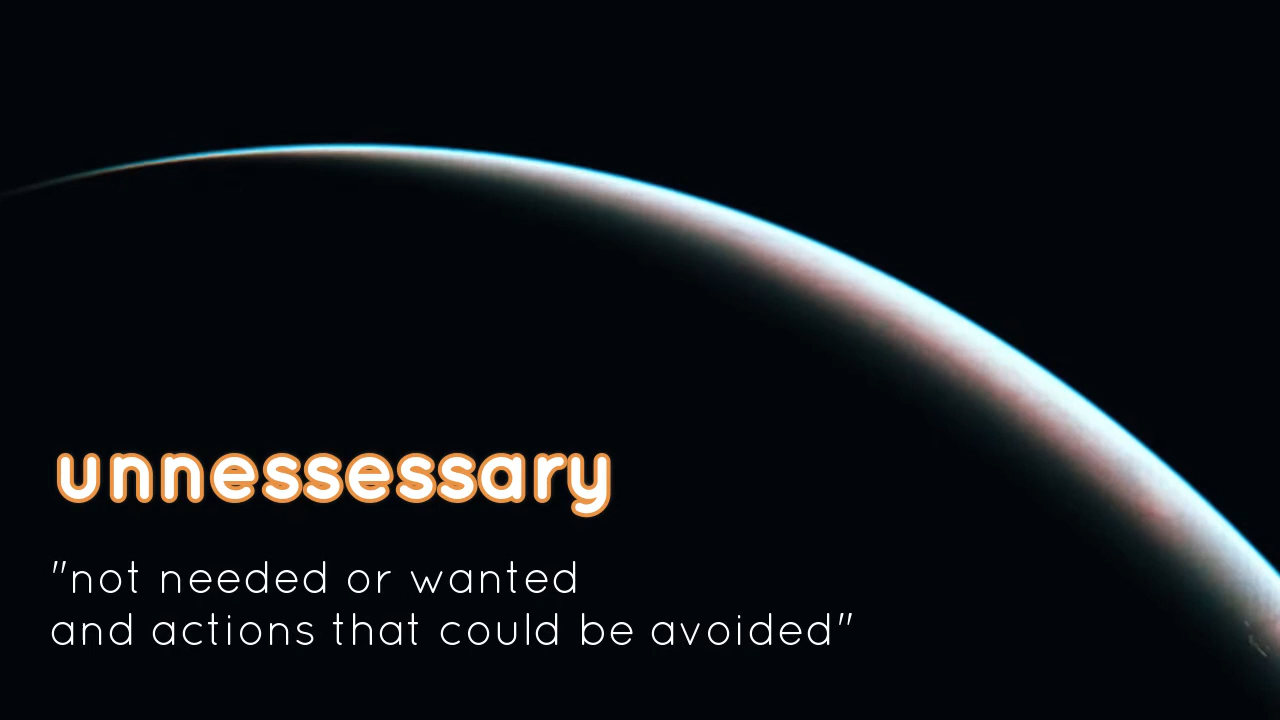 unnessessary
"not needed or wanted
and actions that could be avoided"